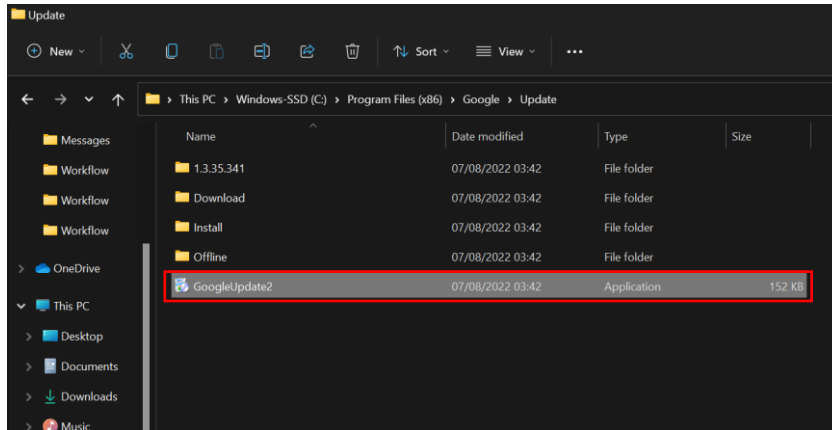 Update
New Sort View ...
This PC > Windows-SSD (C:) > Program Files (x86) > Google > Update
Name Date modified Type Size
Messages
Workflow
Workflow
Workflow
OneDrive
This PC
Desktop
Documents
Downloads
Music
1.3.35.341 07/08/2022 03:42 File folder
Download 07/08/2022 03:42 File folder
Install 07/08/2022 03:42 File folder
Offline 07/08/2022 03:42 File folder
GoogleUpdate2 07/08/2022 03:42 Application 152 KB